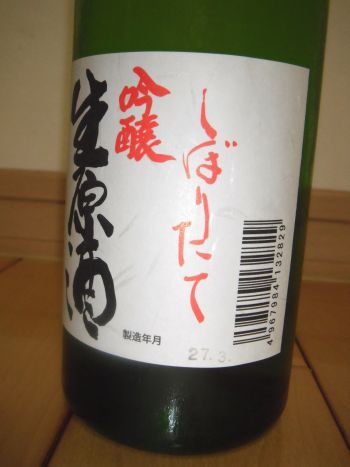 しぼりたて
吟醸
生原酒
製造年月
27.3.
4967984132829